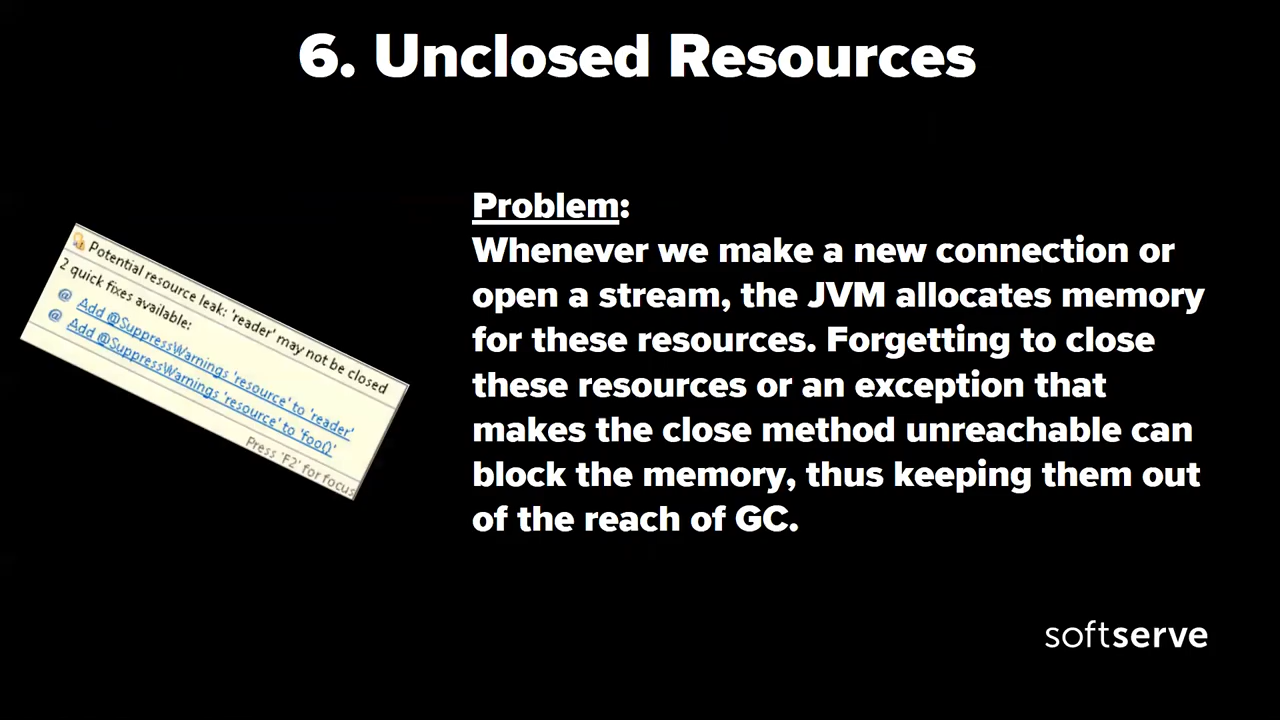 6. Unclosed Resources
Problem:
Whenever we make a new connection or
open a stream, the JVM allocates memory
for these resources. Forgetting to close
these resources or an exception that
makes the close method unreachable can
block the memory, thus keeping them out
of the reach of GC.
Potential resource leak: 'reader' may not be closed
2 quick fixes available:
@ Add @SuppressWarnings 'resource' to 'reader'
@ Add @SuppressWarnings 'resource' to 'foo()'
Press 'F2' for focus
softserve